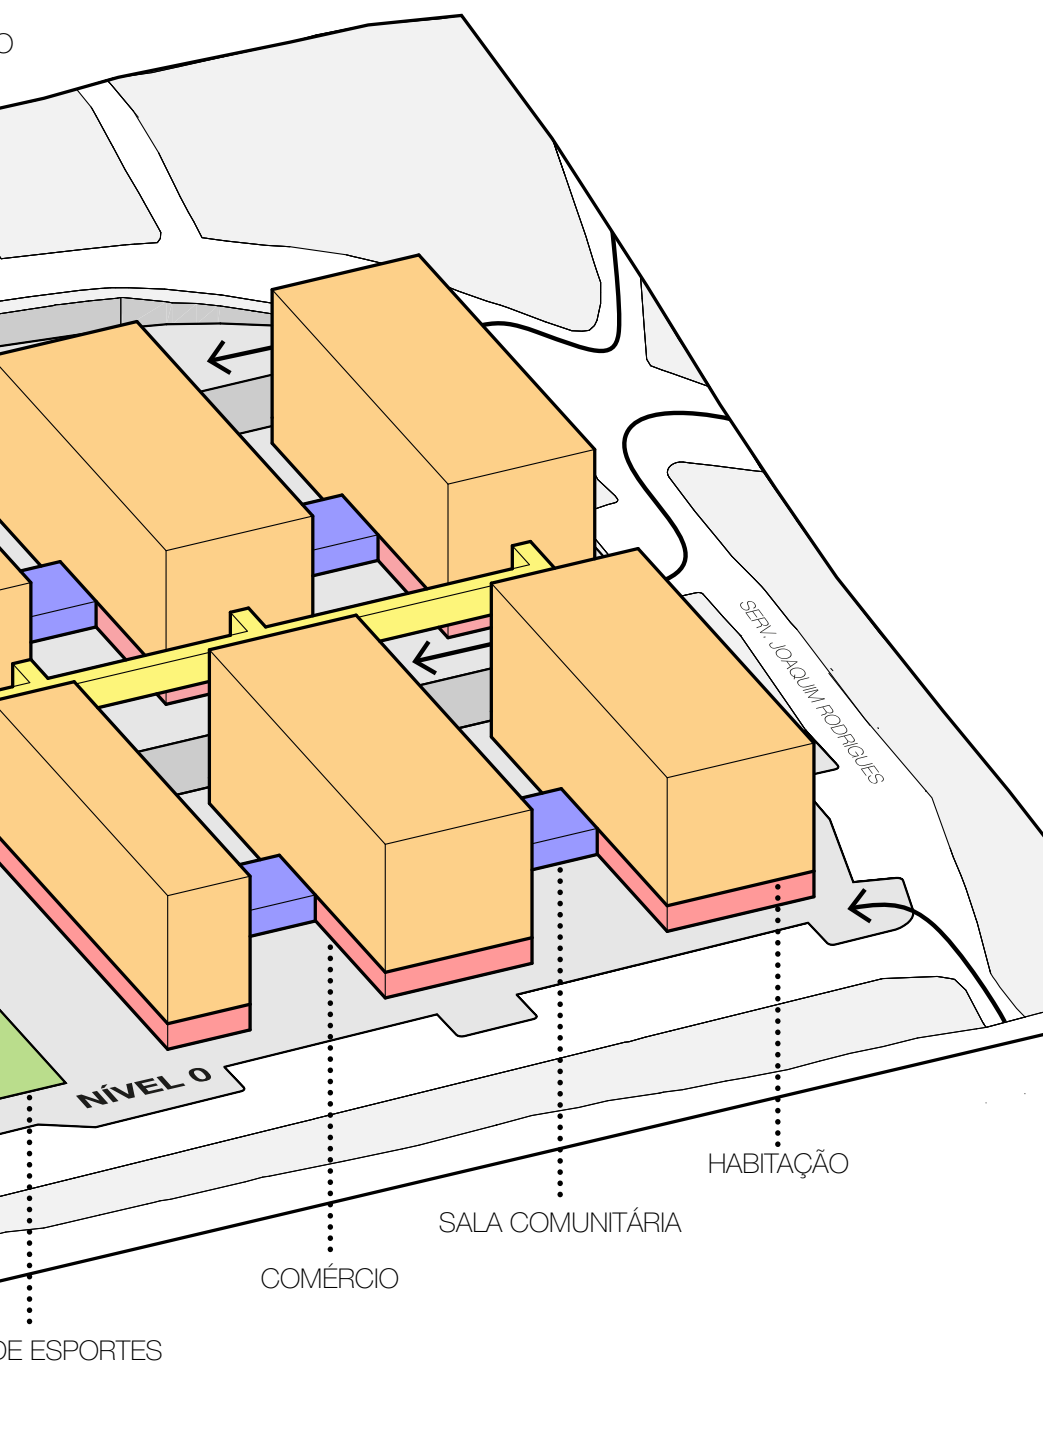 O
SERV. JOAQUIM RODRIGUES
NÍVEL 0
HABITAÇÃO
SALA COMUNITÁRIA
COMÉRCIO
DE ESPORTES